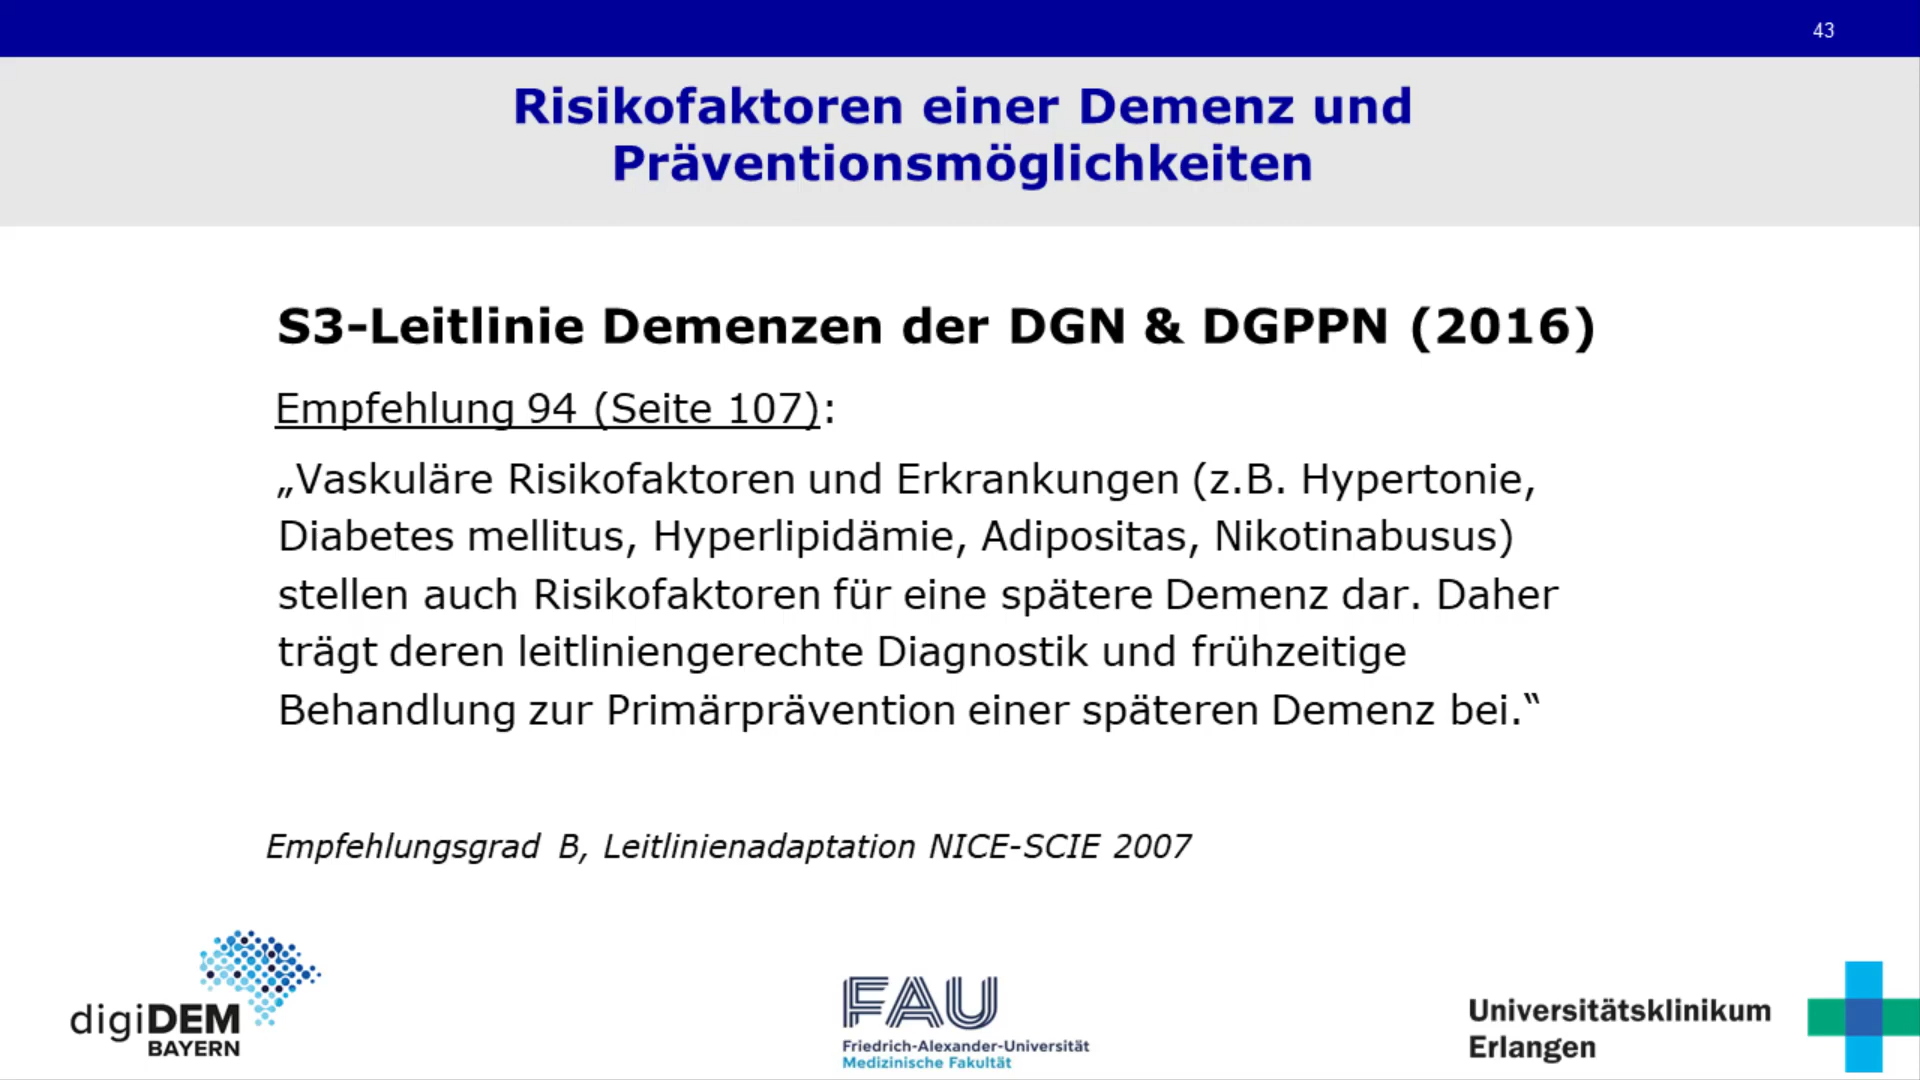 43
Risikofaktoren einer Demenz und
Präventionsmöglichkeiten
S3-Leitlinie Demenzen der DGN & DGPPN (2016)
Empfehlung 94 (Seite 107):
„Vaskuläre Risikofaktoren und Erkrankungen (z.B. Hypertonie,
Diabetes mellitus, Hyperlipidämie, Adipositas, Nikotinabusus)
stellen auch Risikofaktoren für eine spätere Demenz dar. Daher
trägt deren leitliniengerechte Diagnostik und frühzeitige
Behandlung zur Primärprävention einer späteren Demenz bei.“
Empfehlungsgrad B, Leitlinienadaptation NICE-SCIE 2007
digiDEM
BAYERN
FAU
Friedrich-Alexander-Universität
Medizinische Fakultät
Universitätsklinikum
Erlangen